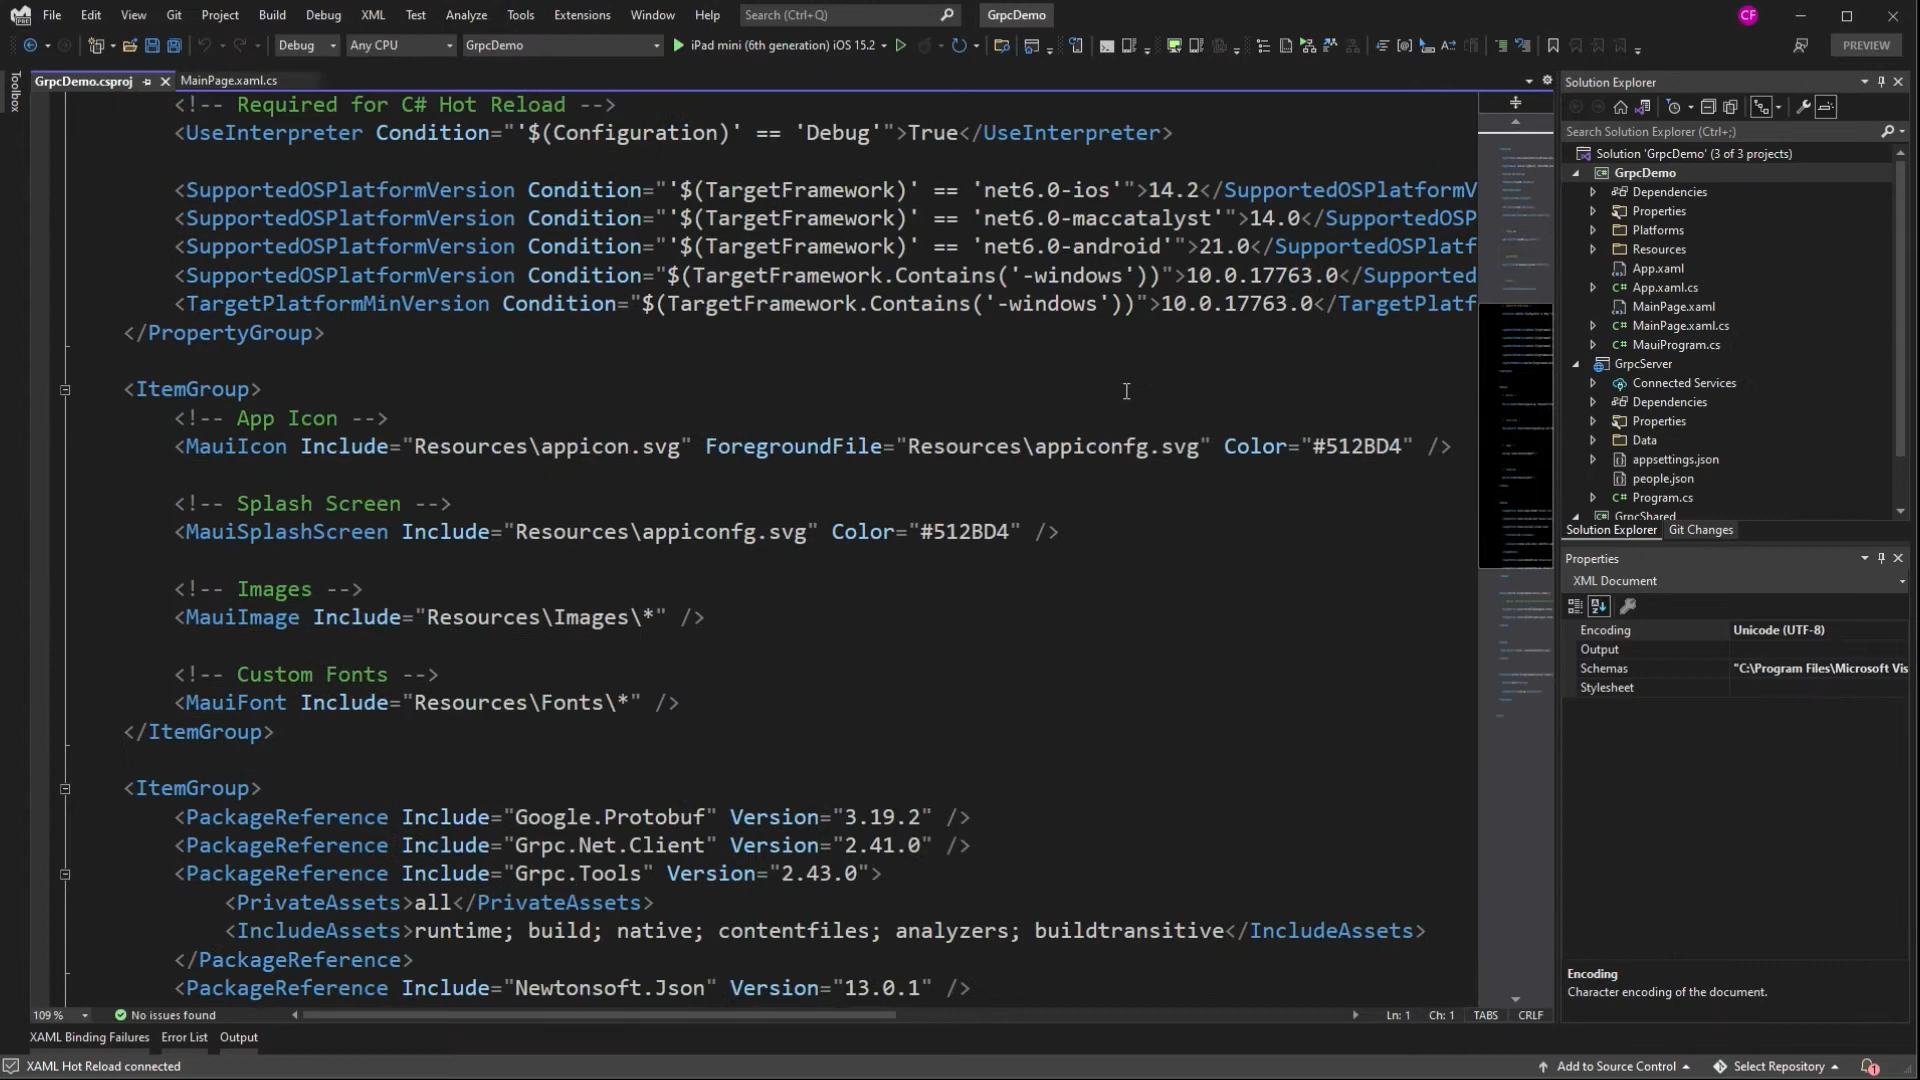 File Edit View Git Project Build Debug XML Test Analyze Tools Extensions Window Help Search (Ctrl+Q) GrpcDemo CF
Debug Any CPU GrpcDemo iPad mini (6th generation) iOS 15.2 PREVIEW
Toolbox
GrpcDemo.csproj MainPage.xaml.cs
<!-- Required for C# Hot Reload -->
<UseInterpreter Condition="'$(Configuration)' == 'Debug'">True</UseInterpreter>
<SupportedOSPlatformVersion Condition="'$(TargetFramework)' == 'net6.0-ios'">14.2</SupportedOSPlatformV
<SupportedOSPlatformVersion Condition="'$(TargetFramework)' == 'net6.0-maccatalyst'">14.0</SupportedOSP
<SupportedOSPlatformVersion Condition="'$(TargetFramework)' == 'net6.0-android'">21.0</SupportedOSPlatf
<SupportedOSPlatformVersion Condition="$(TargetFramework.Contains('-windows'))">10.0.17763.0</Supported
<TargetPlatformMinVersion Condition="$(TargetFramework.Contains('-windows'))">10.0.17763.0</TargetPlatf
</PropertyGroup>
<ItemGroup>
<!-- App Icon -->
<MauiIcon Include="Resources\appicon.svg" ForegroundFile="Resources\appiconfg.svg" Color="#512BD4" />
<!-- Splash Screen -->
<MauiSplashScreen Include="Resources\appiconfg.svg" Color="#512BD4" />
<!-- Images -->
<MauiImage Include="Resources\Images\*" />
<!-- Custom Fonts -->
<MauiFont Include="Resources\Fonts\*" />
</ItemGroup>
<ItemGroup>
<PackageReference Include="Google.Protobuf" Version="3.19.2" />
<PackageReference Include="Grpc.Net.Client" Version="2.41.0" />
<PackageReference Include="Grpc.Tools" Version="2.43.0">
<PrivateAssets>all</PrivateAssets>
<IncludeAssets>runtime; build; native; contentfiles; analyzers; buildtransitive</IncludeAssets>
</PackageReference>
<PackageReference Include="Newtonsoft.Json" Version="13.0.1" />
109 % No issues found Ln: 1 Ch: 1 TABS CRLF
XAML Binding Failures Error List Output
Solution Explorer
Search Solution Explorer (Ctrl+;)
Solution 'GrpcDemo' (3 of 3 projects)
GrpcDemo
Dependencies
Properties
Platforms
Resources
App.xaml
App.xaml.cs
MainPage.xaml
MainPage.xaml.cs
MauiProgram.cs
GrpcServer
Connected Services
Dependencies
Properties
Data
appsettings.json
people.json
Program.cs
GrpcShared
Solution Explorer Git Changes
Properties
XML Document
Encoding Unicode (UTF-8)
Output
Schemas "C:\Program Files\Microsoft Vis
Stylesheet
Encoding
Character encoding of the document.
XAML Hot Reload connected Add to Source Control Select Repository 1